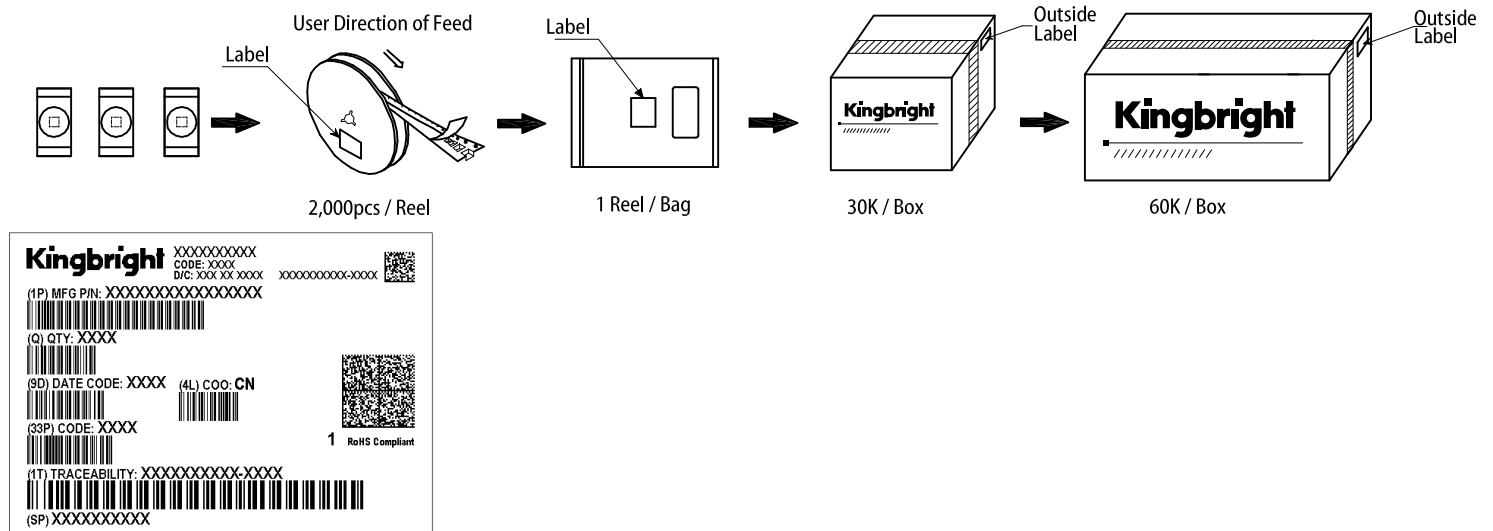 User Direction of Feed
Label
Label
Outside
Label
Outside
Label
Kingbright
Kingbright
2,000pcs / Reel
1 Reel / Bag
30K / Box
60K / Box
Kingbright XXXXXXXXXX
CODE: XXXX
D/C: XXX XX XXXX XXXXXXXXXX-XXXX
(1P) MFG P/N: XXXXXXXXXXXXXXXX
(Q) QTY: XXXX
(9D) DATE CODE: XXXX (4L) COO: CN
(33P) CODE: XXXX
1 RoHS Compliant
(1T) TRACEABILITY: XXXXXXXXXX-XXXX
(SP) XXXXXXXXXX